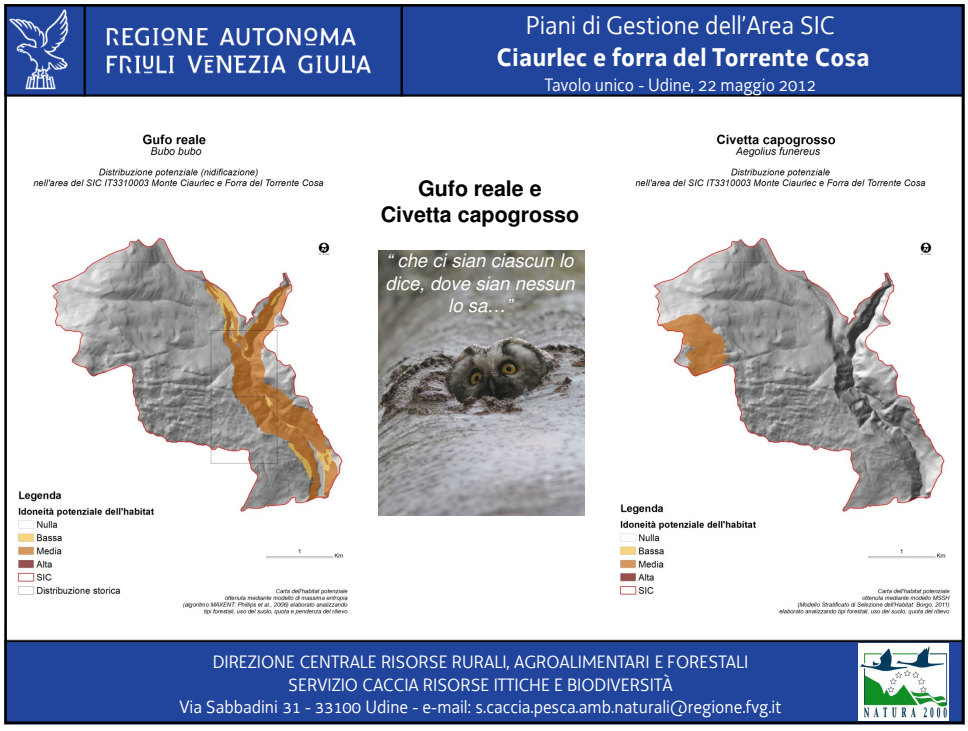 REGIONE AUTONOMA
FRIULI VENEZIA GIULIA
Piani di Gestione dell'Area SIC
Ciaurlec e forra del Torrente Cosa
Tavolo unico - Udine, 22 maggio 2012
Gufo reale
Bubo bubo
Distribuzione potenziale (nidificazione)
nell'area del SIC IT3310003 Monte Ciaurlec e Forra del Torrente Cosa
Legenda
Idoneità potenziale dell'habitat
Nulla
Bassa
Media
Alta
SIC
Distribuzione storica
1
Km
Carta dell'habitat potenziale
ottenuta mediante modello di massima entropia
(algoritmo MAXENT: Phillips et al., 2006) elaborato analizzando
tipi forestali, uso del suolo, quota e pendenza del rilievo
Gufo reale e
Civetta capogrosso
“ che ci sian ciascun lo
dice, dove sian nessun
lo sa…”
Civetta capogrosso
Aegolius funereus
Distribuzione potenziale
nell'area del SIC IT3310003 Monte Ciaurlec e Forra del Torrente Cosa
Legenda
Idoneità potenziale dell'habitat
Nulla
Bassa
Media
Alta
SIC
1
Km
Carta dell'habitat potenziale
ottenuta mediante modello MSSH
(Modello Stratificato di Selezione dell'Habitat: Borgo, 2011)
elaborato analizzando tipi forestali, uso del suolo, quota e pendenza del rilievo
DIREZIONE CENTRALE RISORSE RURALI, AGROALIMENTARI E FORESTALI
SERVIZIO CACCIA RISORSE ITTICHE E BIODIVERSITÀ
Via Sabbadini 31 - 33100 Udine - e-mail: s.caccia.pesca.amb.naturali@regione.fvg.it
NATURA 2000